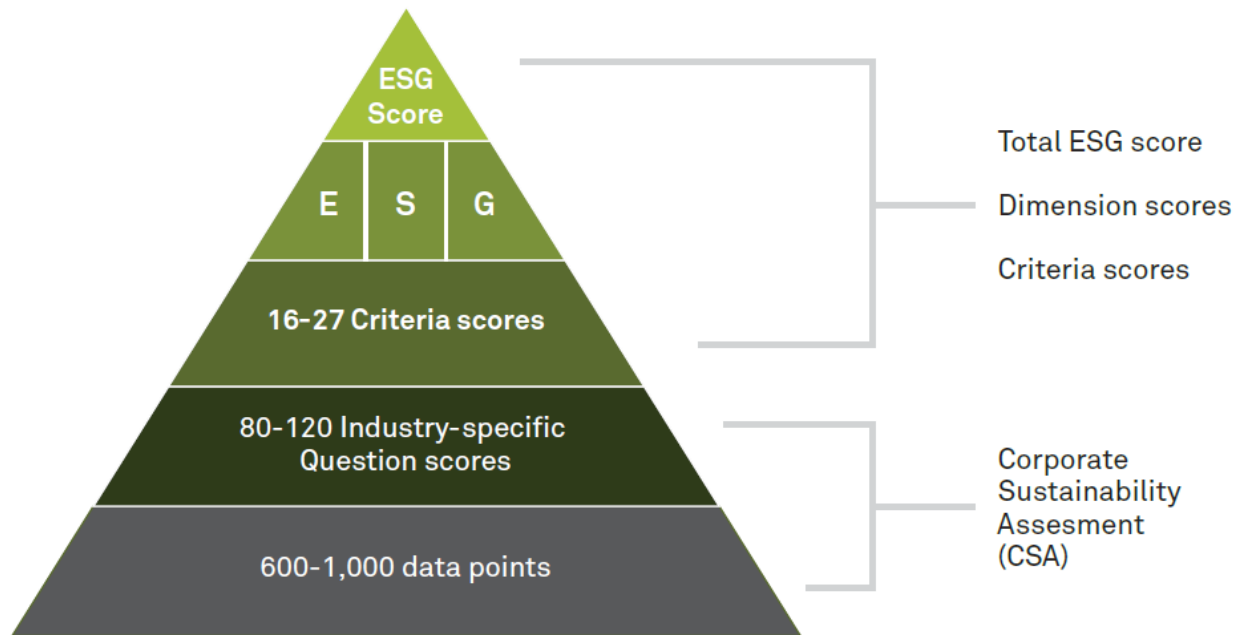 ESG
Score
E S G
16-27 Criteria scores
80-120 Industry-specific
Question scores
600-1,000 data points
Total ESG score
Dimension scores
Criteria scores
Corporate
Sustainability
Assesment
(CSA)